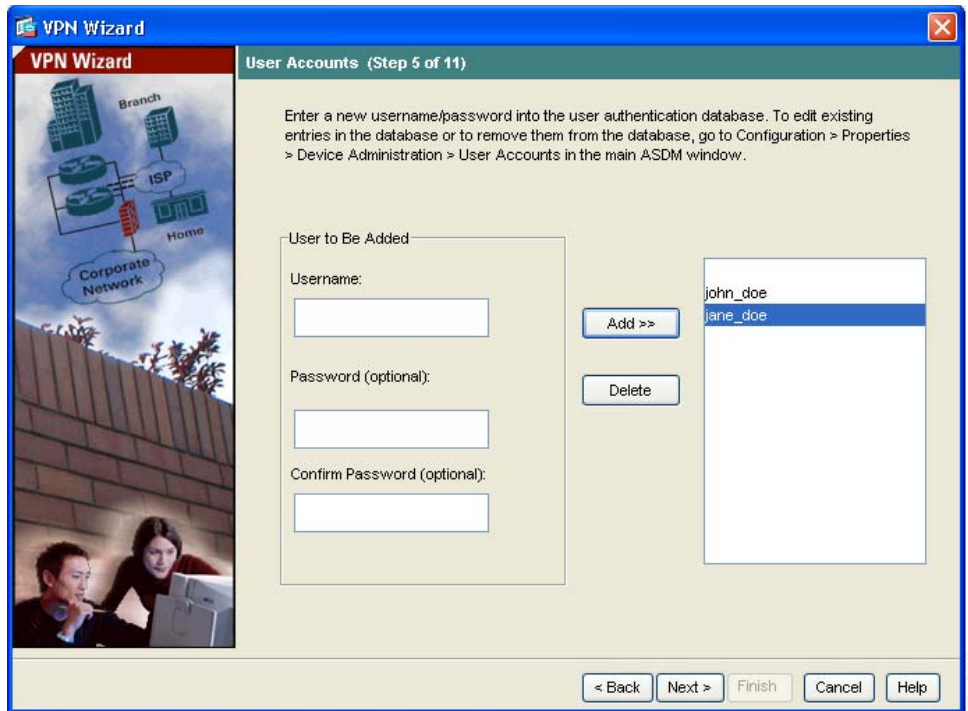 VPN Wizard
VPN Wizard
Branch
ISP
Home
Corporate
Network
User Accounts (Step 5 of 11)
Enter a new username/password into the user authentication database. To edit existing
entries in the database or to remove them from the database, go to Configuration > Properties
> Device Administration > User Accounts in the main ASDM window.
User to Be Added
Username:
Password (optional):
Confirm Password (optional):
Add >>
Delete
john_doe
jane_doe
< Back
Next >
Finish
Cancel
Help